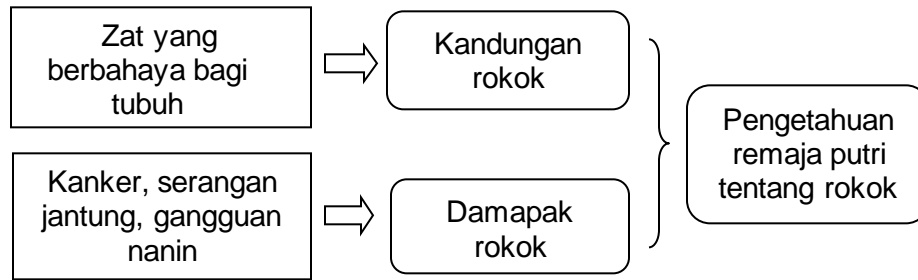 Zat yang
berbahaya bagi
tubuh
Kandungan
rokok
Kanker, serangan
jantung, gangguan
nanin
Damapak
rokok
Pengetahuan
remaja putri
tentang rokok